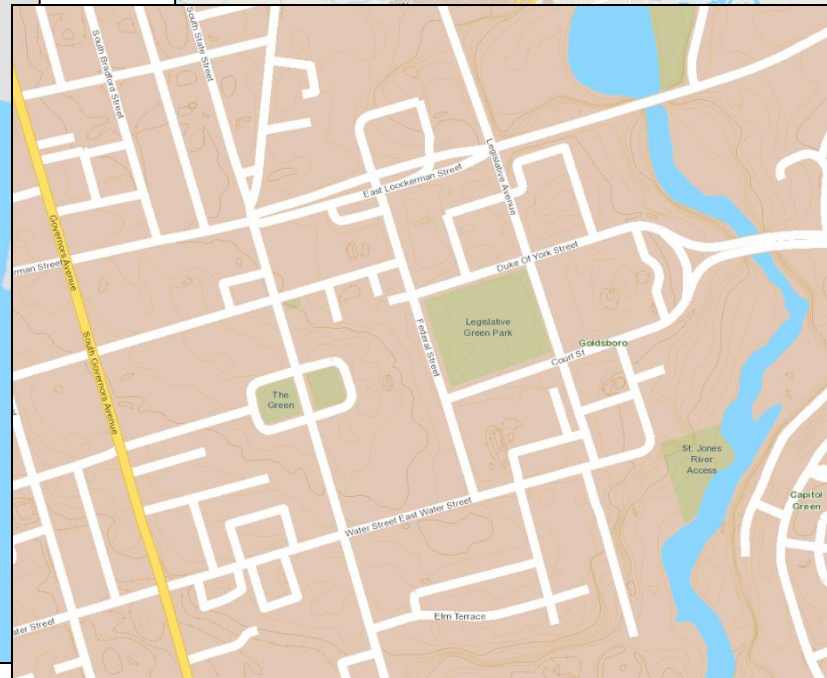 South Bradford Street
South State Street
Legislative Avenue
East Loockerman Street
Governors Avenue
rman Street
Duke Of York Street
Legislative
Green Park
Federal Street
South Governors Avenue
Goldsboro
Court St
The
Green
St. Jones
River
Access
Capitol
Green
Water Street East Water Street
Elm Terrace
ater Street